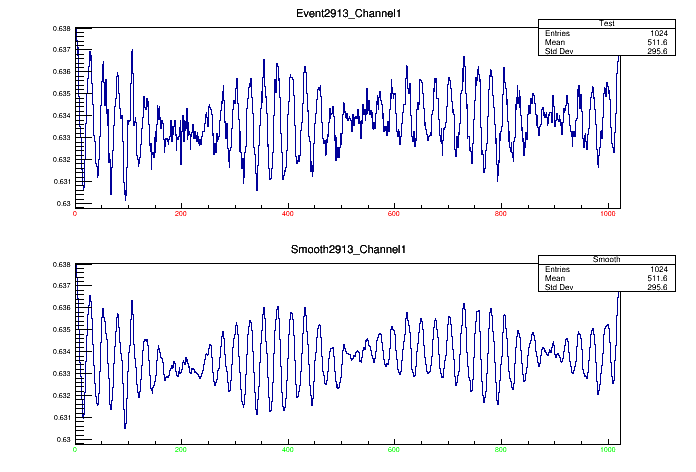 Event2913_Channel1
Test
Entries 1024
Mean 511.6
Std Dev 295.6
0.638
0.637
0.636
0.635
0.634
0.633
0.632
0.631
0.63
0 200 400 600 800 1000
Smooth2913_Channel1
Smooth
Entries 1024
Mean 511.6
Std Dev 295.6
0.638
0.637
0.636
0.635
0.634
0.633
0.632
0.631
0.63
0 200 400 600 800 1000